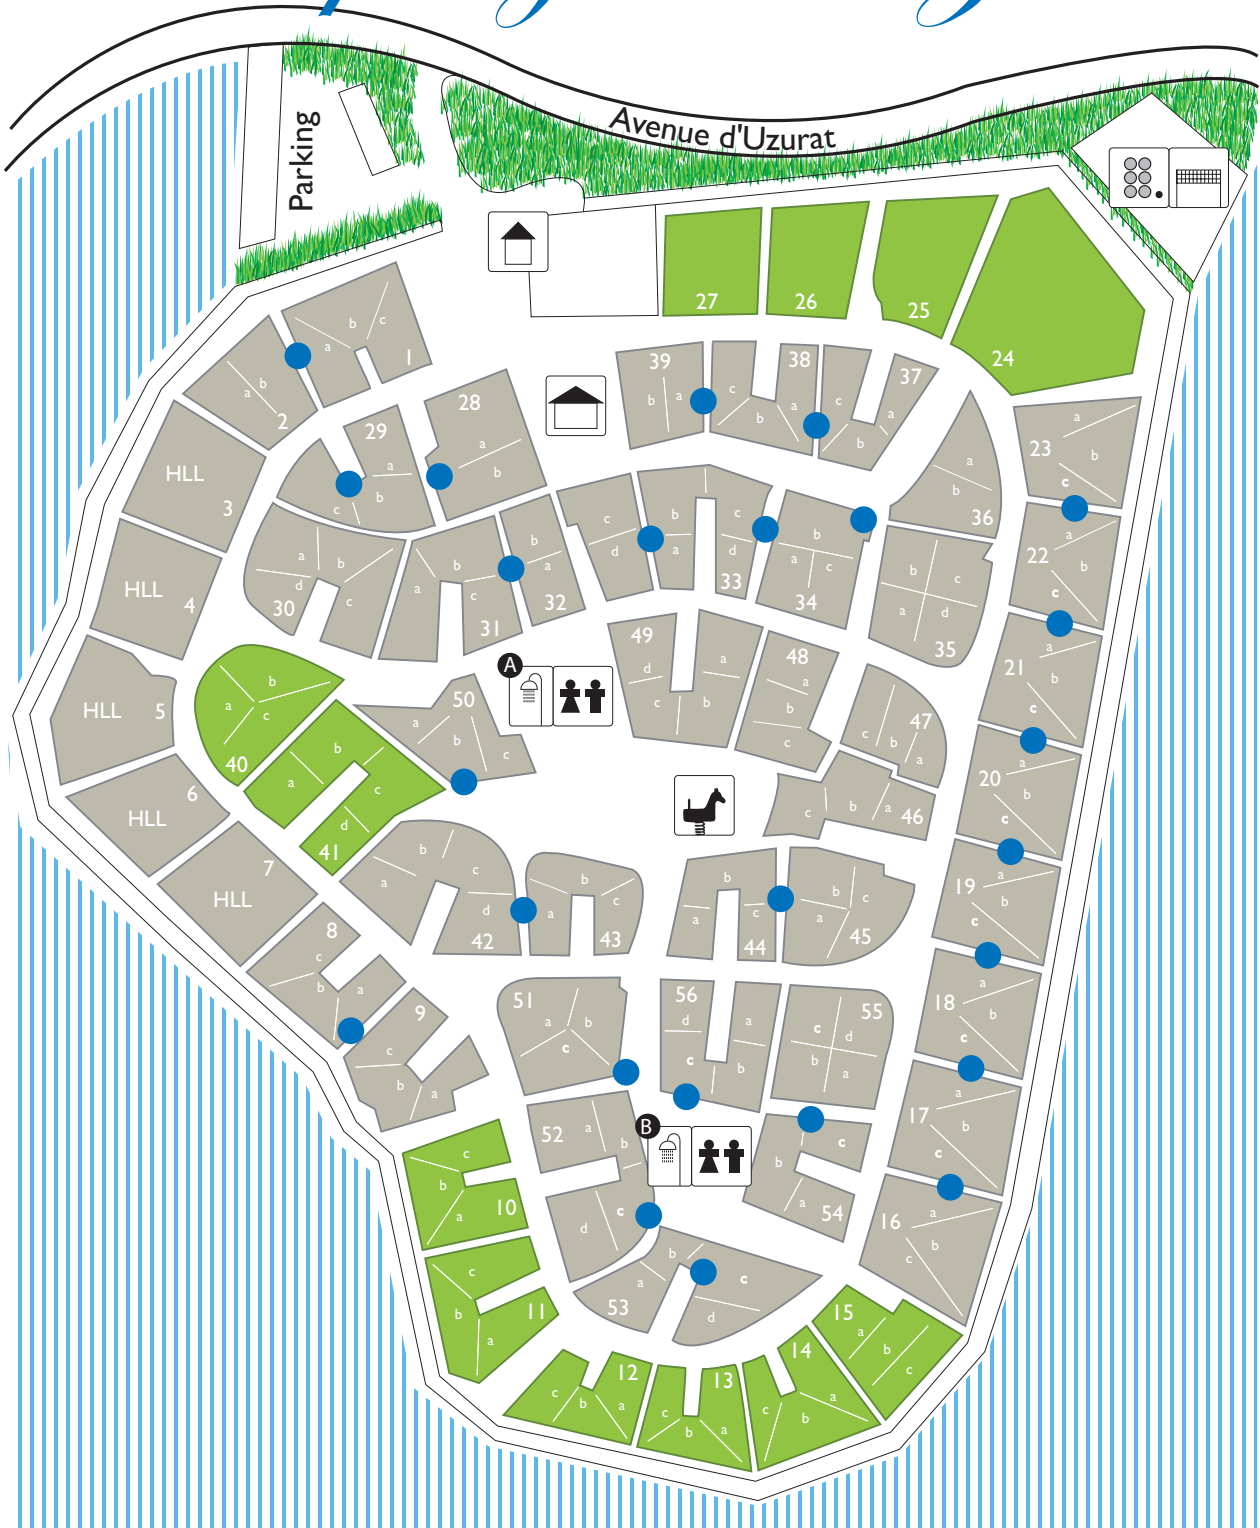 Avenue d'Uzurat
Parking
27
26
25
24
a
b
c
1
a
b
2
HLL
3
HLL
4
HLL
5
HLL
6
HLL
7
28
a
b
29
a
b
c
39
b
a
38
c
b
a
37
c
a
b
36
a
b
23
a
b
c
22
a
b
c
21
a
b
c
20
a
b
c
19
a
b
c
18
a
b
c
17
a
b
c
16
a
b
c
30
a
b
d
c
31
a
b
c
32
b
a
c
d
b
a
c
d
33
34
b
a
c
35
b
c
a
d
49
d
c
b
a
48
a
b
c
47
c
b
a
46
c
b
a
A
50
a
b
c
40
a
b
c
41
a
b
c
d
42
a
b
c
d
43
a
b
c
44
a
b
c
45
a
b
c
8
c
b
a
9
c
b
a
51
a
b
c
56
d
c
a
b
55
c
d
b
a
52
a
b
c
d
B
54
c
b
a
53
b
a
c
d
10
c
b
a
11
c
b
a
12
c
b
a
13
c
b
a
14
c
b
a
15
a
b
c